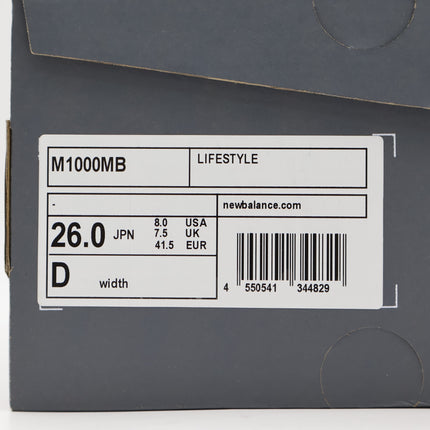 M1000MB
LIFESTYLE
-
newbalance.com
26.0 JPN
8.0 USA
7.5 UK
41.5 EUR
D width
4 550541 344829